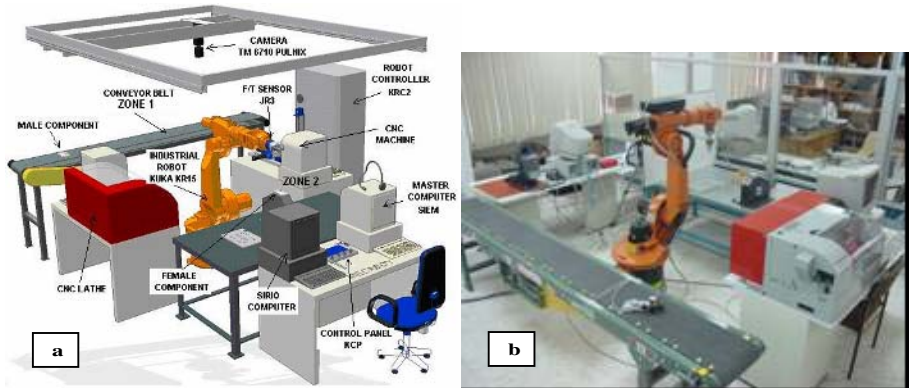 CAMERA
TM 6710 PULNIX
ROBOT
CONTROLLER
KRC2
F/T SENSOR
JR3
CONVEYOR BELT
ZONE 1
MALE COMPONENT
CNC
MACHINE
INDUSTRIAL
ROBOT
KUKA KR15
ZONE 2
MASTER
COMPUTER
SIEM
FEMALE
COMPONENT
CNC LATHE
SIRIO
COMPUTER
CONTROL PANEL
KCP
a
b